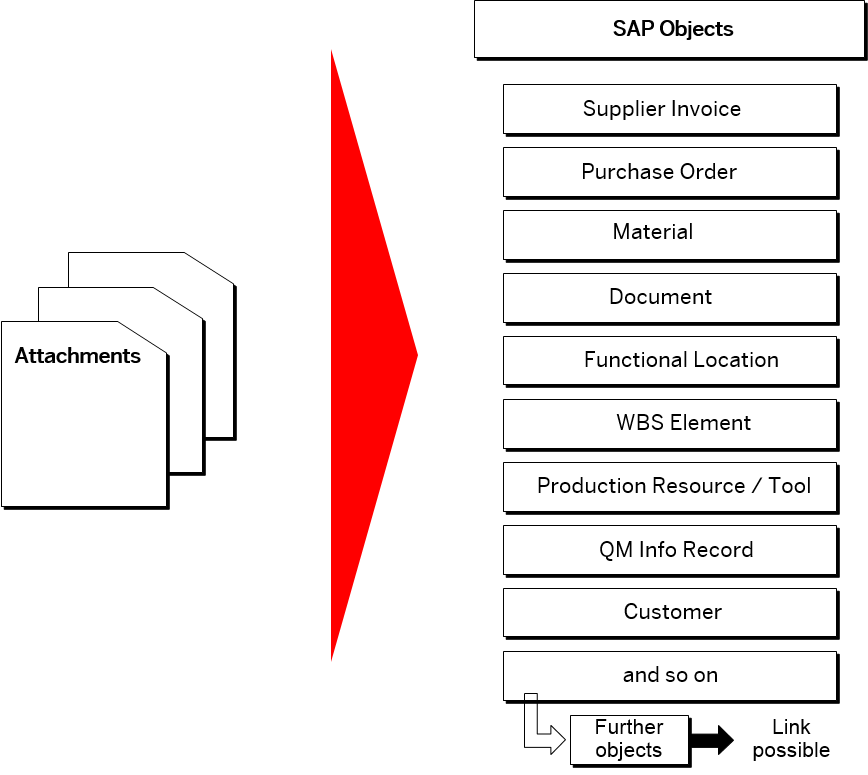 SAP Objects
Supplier Invoice
Purchase Order
Material
Document
Attachments
Functional Location
WBS Element
Production Resource / Tool
QM Info Record
Customer
and so on
Further
objects
Link
possible